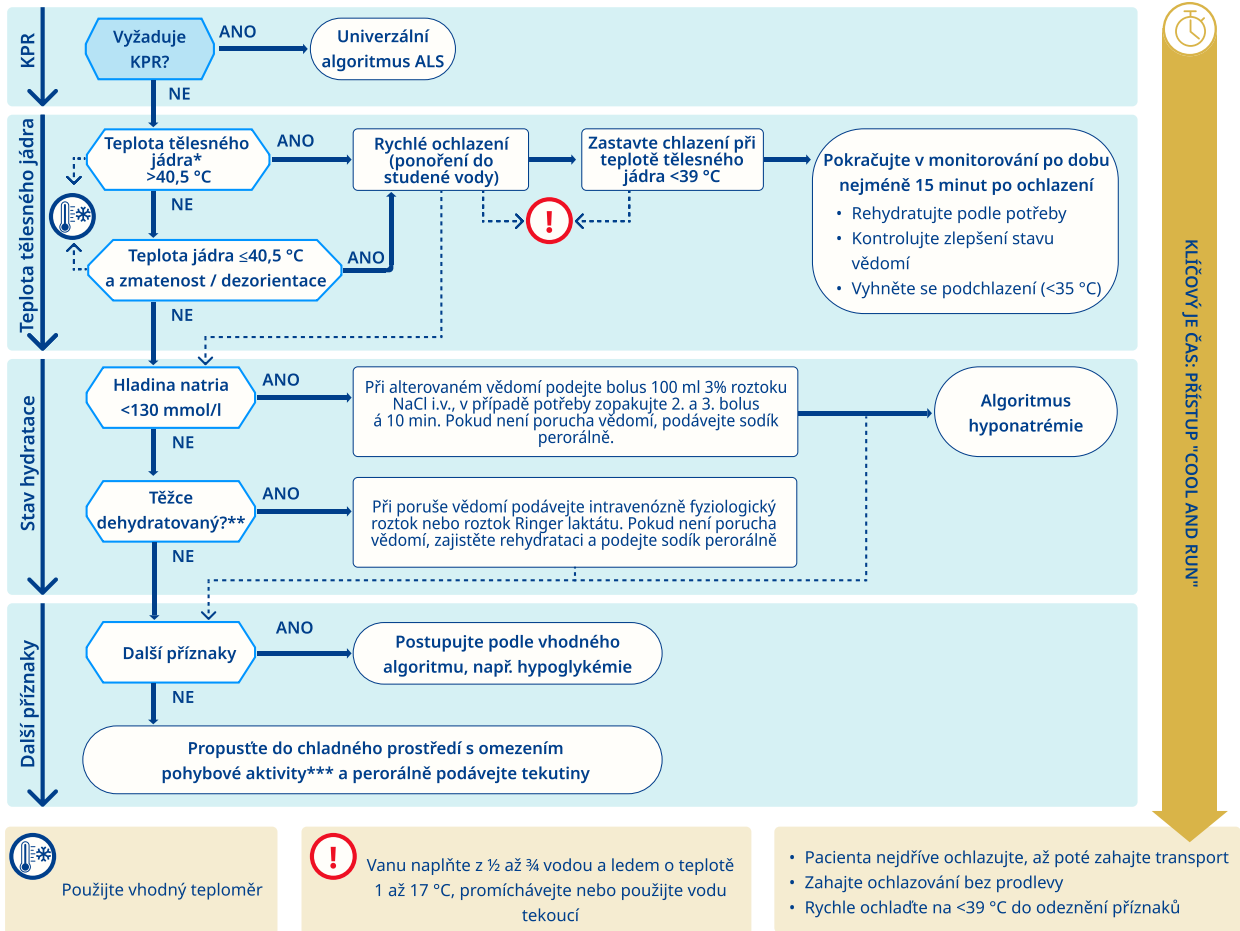 KPR
Vyžaduje
KPR?
ANO
Univerzální
algoritmus ALS
NE
Teplota tělesného jádra
Teplota tělesného
jádra*
>40,5 °C
ANO
Rychlé ochlazení
(ponoření do
studené vody)
Zastavte chlazení při
teplotě tělesného
jádra <39 °C
Pokračujte v monitorování po dobu
nejméně 15 minut po ochlazení
• Rehydratujte podle potřeby
• Kontrolujte zlepšení stavu
vědomí
• Vyhněte se podchlazení (<35 °C)
NE
!
Teplota jádra ≤40,5 °C
a zmatenost / dezorientace
ANO
NE
Stav hydratace
Hladina natria
<130 mmol/l
ANO
Při alterovaném vědomí podejte bolus 100 ml 3% roztoku
NaCl i.v., v případě potřeby zopakujte 2. a 3. bolus
á 10 min. Pokud není porucha vědomí, podávejte sodík
perorálně.
Algoritmus
hyponatrémie
NE
Těžce
dehydratovaný?**
ANO
Při poruše vědomí podávejte intravenózně fyziologický
roztok nebo roztok Ringer laktátu. Pokud není porucha
vědomí, zajistěte rehydrataci a podejte sodík perorálně
NE
Další příznaky
Další příznaky
ANO
Postupujte podle vhodného
algoritmu, např. hypoglykémie
NE
Propusťte do chladného prostředí s omezením
pohybové aktivity*** a perorálně podávejte tekutiny
KLÍČOVÝ JE ČAS: PŘÍSTUP "COOL AND RUN"
Použijte vhodný teploměr
!
Vanu naplňte z ½ až ¾ vodou a ledem o teplotě
1 až 17 °C, promíchávejte nebo použijte vodu
tekoucí
• Pacienta nejdříve ochlazujte, až poté zahajte transport
• Zahajte ochlazování bez prodlevy
• Rychle ochlaďte na <39 °C do odeznění příznaků